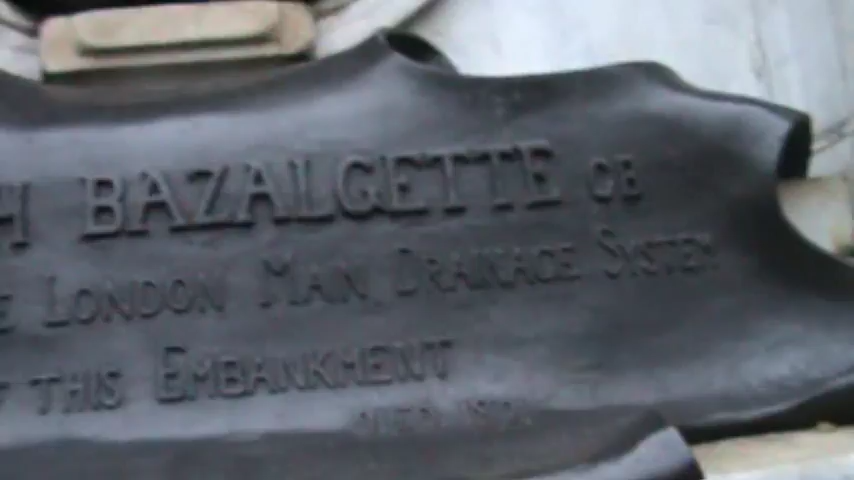 H BAZALGETTE CB
E LONDON MAIN DRAINAGE SYSTEM
F THIS EMBANKMENT